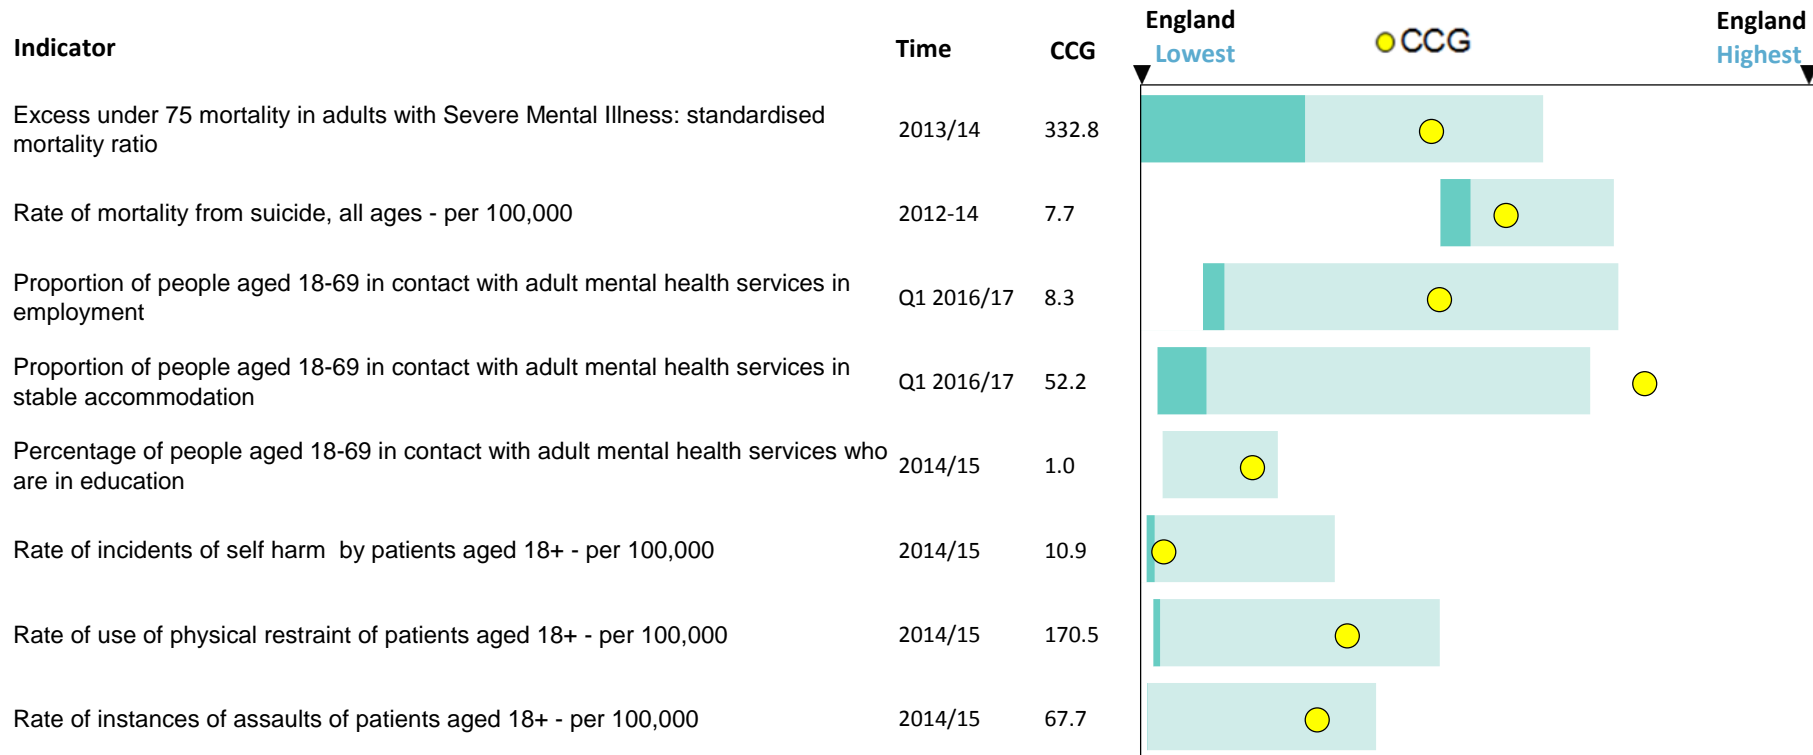 Indicator Time CCG England Lowest CCG England Highest
Excess under 75 mortality in adults with Severe Mental Illness: standardised
mortality ratio
2013/14 332.8
Rate of mortality from suicide, all ages - per 100,000 2012-14 7.7
Proportion of people aged 18-69 in contact with adult mental health services in
employment
Q1 2016/17 8.3
Proportion of people aged 18-69 in contact with adult mental health services in
stable accommodation
Q1 2016/17 52.2
Percentage of people aged 18-69 in contact with adult mental health services who
are in education
2014/15 1.0
Rate of incidents of self harm  by patients aged 18+ - per 100,000 2014/15 10.9
Rate of use of physical restraint of patients aged 18+ - per 100,000 2014/15 170.5
Rate of instances of assaults of patients aged 18+ - per 100,000 2014/15 67.7